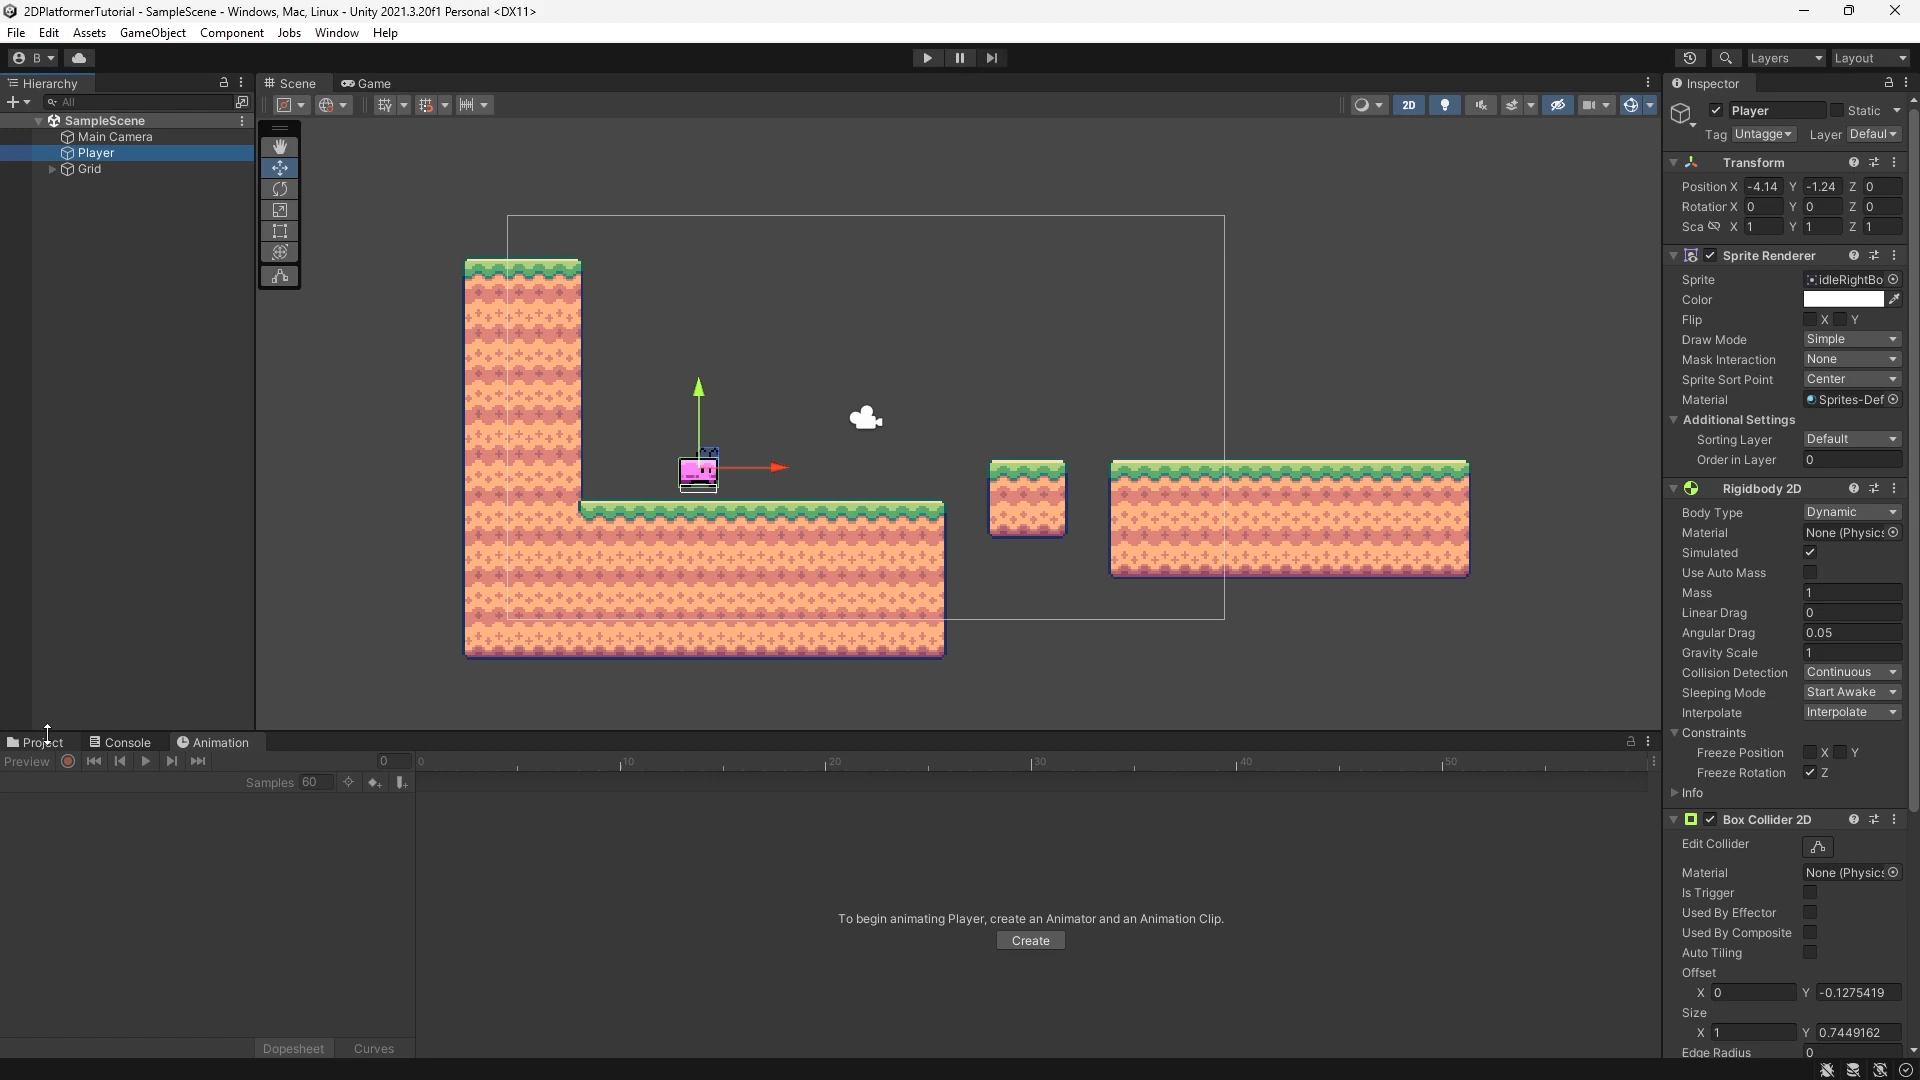 2DPlatformerTutorial - SampleScene - Windows, Mac, Linux - Unity 2021.3.20f1 Personal <DX11>
File Edit Assets GameObject Component Jobs Window Help
B Layers Layout
Hierarchy
All
SampleScene
Main Camera
Player
Grid
Scene Game
2D
Inspector
Player Static
Tag Untagge Layer Defaul
Transform
Position X -4.14 Y -1.24 Z 0
Rotatior X 0 Y 0 Z 0
Sca X 1 Y 1 Z 1
Sprite Renderer
Sprite idleRightBo
Color
Flip X Y
Draw Mode Simple
Mask Interaction None
Sprite Sort Point Center
Material Sprites-Def
Additional Settings
Sorting Layer Default
Order in Layer 0
Rigidbody 2D
Body Type Dynamic
Material None (Physics
Simulated
Use Auto Mass
Mass 1
Linear Drag 0
Angular Drag 0.05
Gravity Scale 1
Collision Detection Continuous
Sleeping Mode Start Awake
Interpolate Interpolate
Constraints
Freeze Position X Y
Freeze Rotation Z
Info
Box Collider 2D
Edit Collider
Material None (Physics
Is Trigger
Used By Effector
Used By Composite
Auto Tiling
Offset
X 0 Y -0.1275419
Size
X 1 Y 0.7449162
Edge Radius 0
Project Console Animation
Preview 0 0 10 20 30 40 50
Samples 60
To begin animating Player, create an Animator and an Animation Clip.
Create
Dopesheet Curves